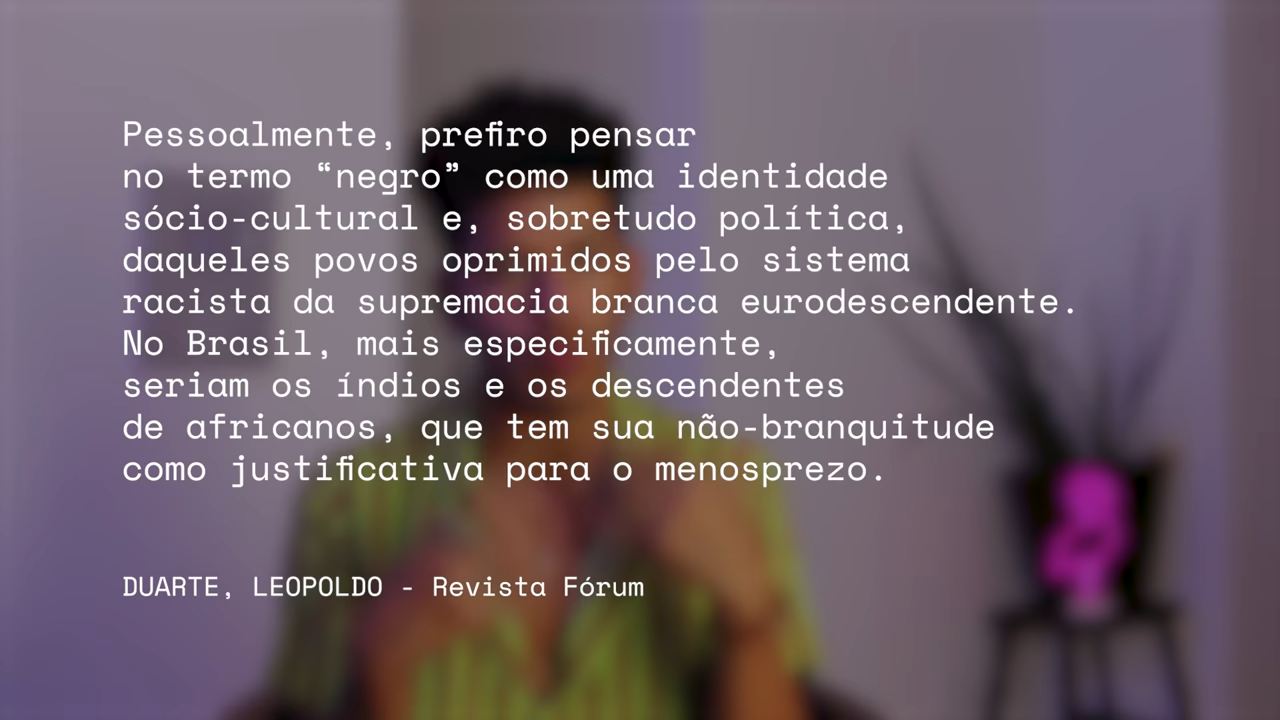 Pessoalmente, prefiro pensar
no termo “negro” como uma identidade
sócio-cultural e, sobretudo política,
daqueles povos oprimidos pelo sistema
racista da supremacia branca eurodescendente.
No Brasil, mais especificamente,
seriam os índios e os descendentes
de africanos, que tem sua não-branquitude
como justificativa para o menosprezo.
DUARTE, LEOPOLDO - Revista Fórum